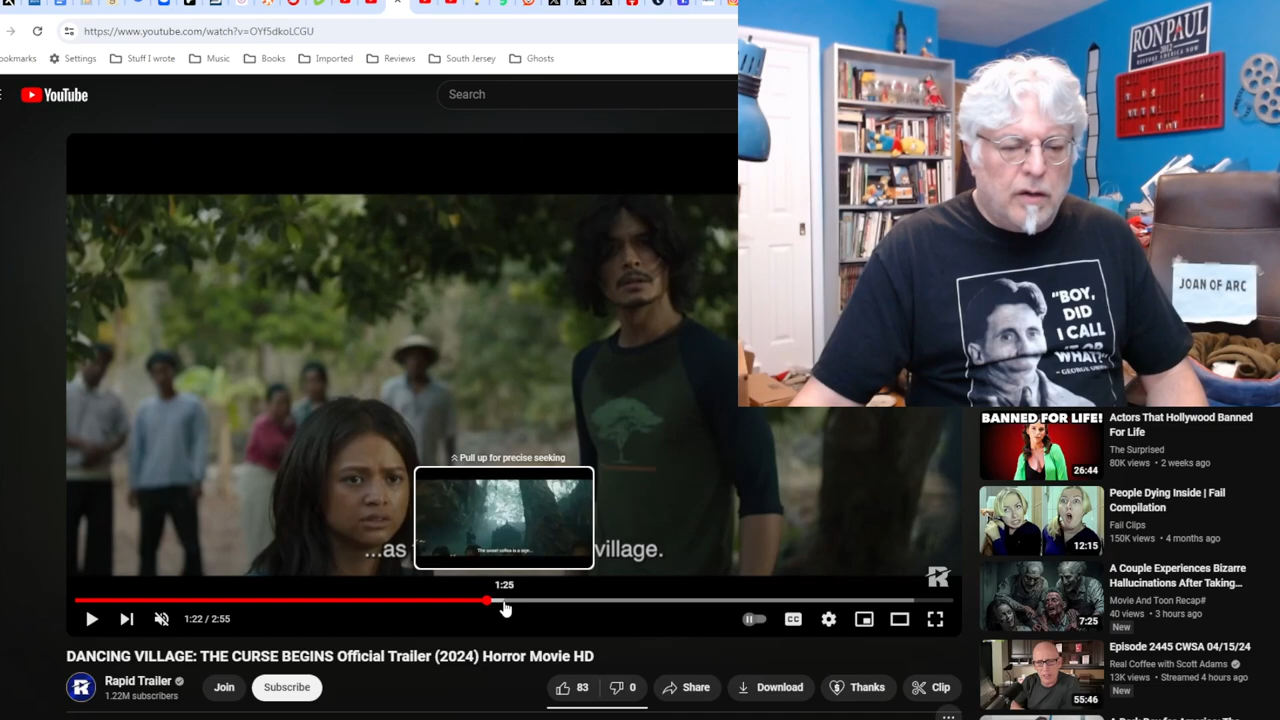 https://www.youtube.com/watch?v=OYf5dkoLCGU
Settings
Stuff I wrote
Music
Books
Imported
Reviews
South Jersey
Ghosts
YouTube
Search
RON PAUL
2012
JOAN OF ARC
"BOY,
DID
I CALL
WHAT?"
Pull up for precise seeking
...as
village.
1:25
1:22 / 2:55
CC
DANCING VILLAGE: THE CURSE BEGINS Official Trailer (2024) Horror Movie HD
Rapid Trailer
1.22M subscribers
Join
Subscribe
83
0
Share
Download
Thanks
Clip
BANNED FOR LIFE!
26:44
Actors That Hollywood Banned
For Life
The Surprised
80K views • 2 weeks ago
12:15
People Dying Inside | Fail
Compilation
Fail Clips
150K views • 4 months ago
7:25
A Couple Experiences Bizarre
Hallucinations After Taking...
Movie And Toon Recap#
40 views • 3 hours ago
New
55:46
Episode 2445 CWSA 04/15/24
Real Coffee with Scott Adams
13K views • Streamed 4 hours ago
New